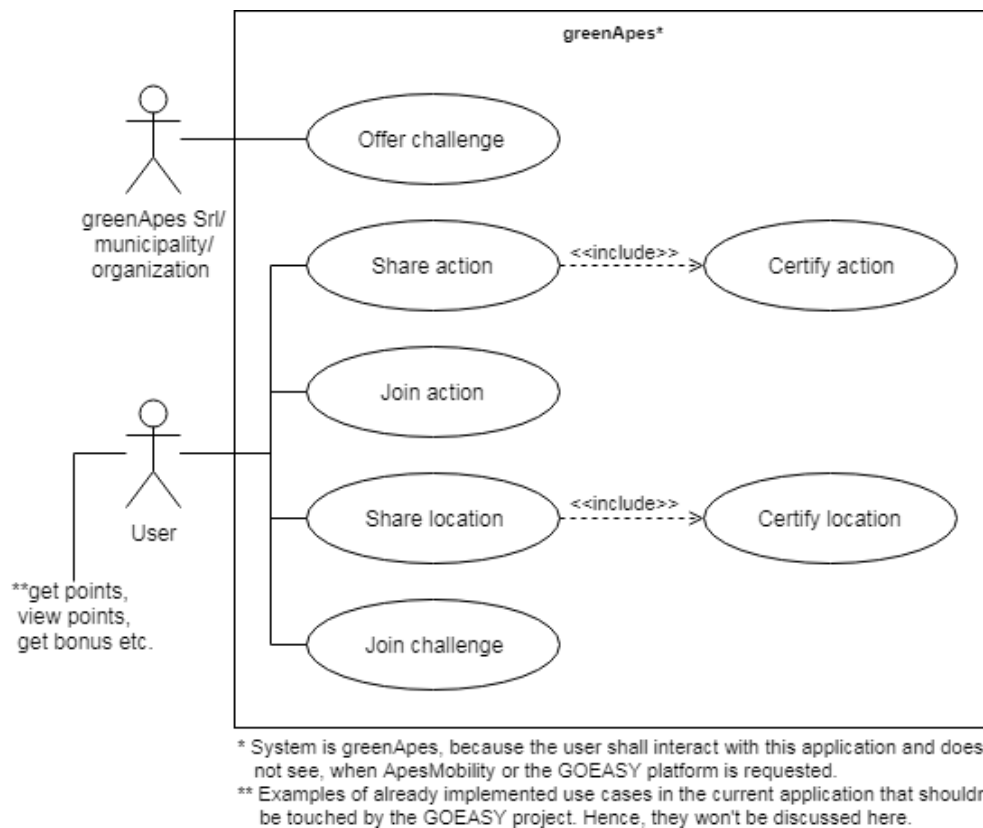 greenApes*
Offer challenge
greenApes Srl/
municipality/
organization
Share action
<<include>>
Certify action
Join action
User
Share location
<<include>>
Certify location
**get points,
view points,
get bonus etc.
Join challenge
* System is greenApes, because the user shall interact with this application and does
not see, when ApesMobility or the GOEASY platform is requested.
** Examples of already implemented use cases in the current application that
be touched by the GOEASY project. Hence, they won't be discussed here.